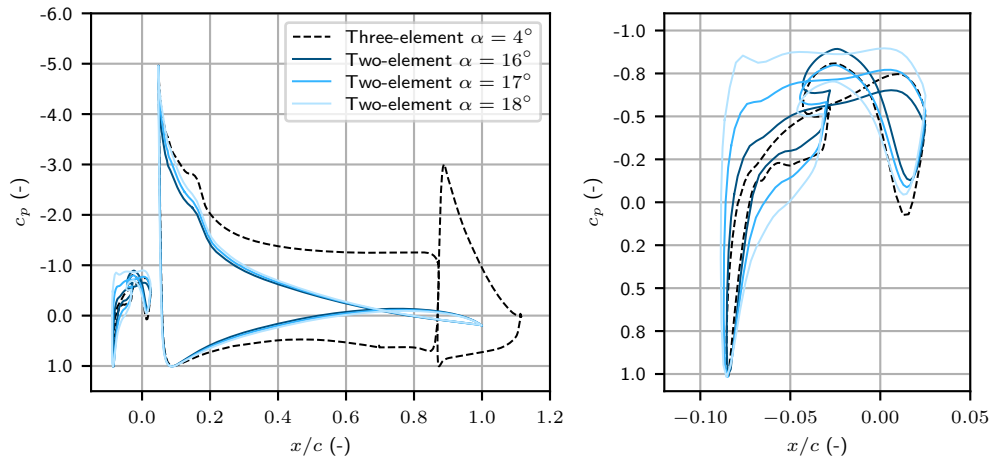 -6.0
-5.0
-4.0
-3.0
-2.0
-1.0
0.0
1.0
c_p (-)
0.0 0.2 0.4 0.6 0.8 1.0 1.2
x/c (-)
Three-element α = 4°
Two-element α = 16°
Two-element α = 17°
Two-element α = 18°
-1.0
-0.8
-0.5
-0.2
0.0
0.2
0.5
0.8
1.0
c_p (-)
−0.10 −0.05 0.00 0.05
x/c (-)